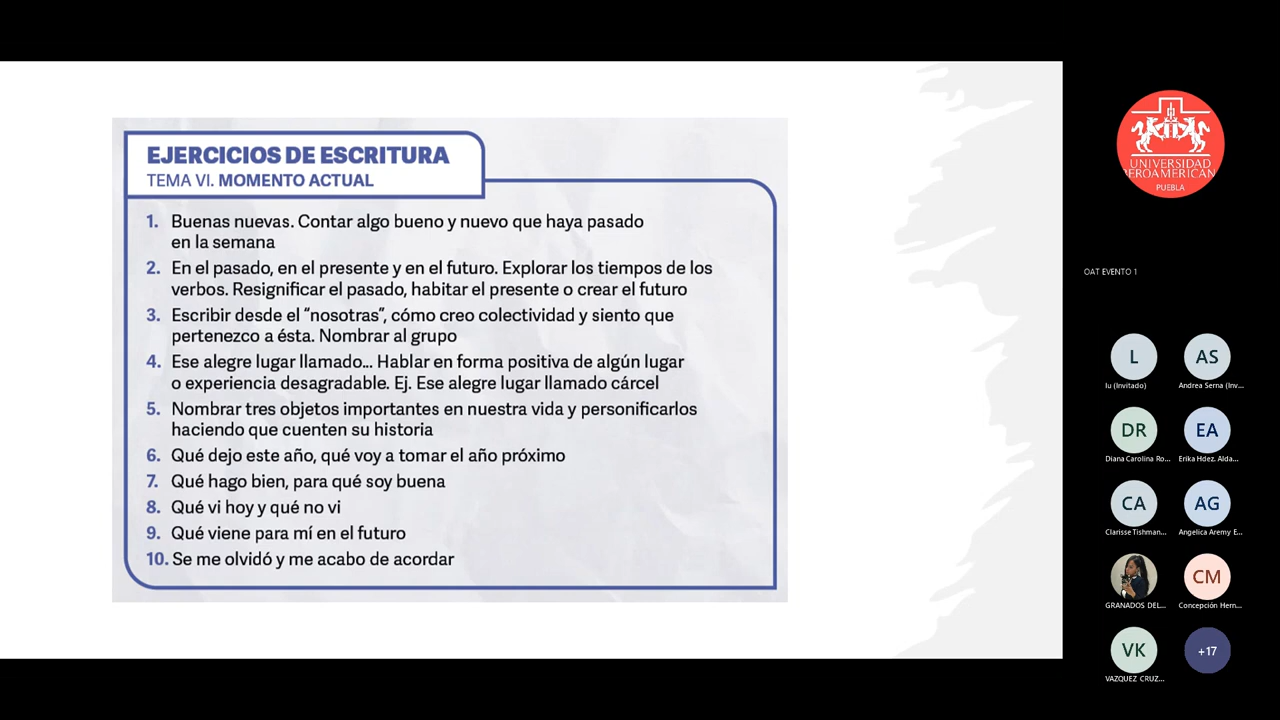 EJERCICIOS DE ESCRITURA
TEMA VI. MOMENTO ACTUAL
1. Buenas nuevas. Contar algo bueno y nuevo que haya pasado
en la semana
2. En el pasado, en el presente y en el futuro. Explorar los tiempos de los
verbos. Resignificar el pasado, habitar el presente o crear el futuro
3. Escribir desde el “nosotras”, cómo creo colectividad y siento que
pertenezco a ésta. Nombrar al grupo
4. Ese alegre lugar llamado... Hablar en forma positiva de algún lugar
o experiencia desagradable. Ej. Ese alegre lugar llamado cárcel
5. Nombrar tres objetos importantes en nuestra vida y personificarlos
haciendo que cuenten su historia
6. Qué dejo este año, qué voy a tomar el año próximo
7. Qué hago bien, para qué soy buena
8. Qué vi hoy y qué no vi
9. Qué viene para mí en el futuro
10. Se me olvidó y me acabo de acordar
UNIVERSIDAD
IBEROAMERICANA
PUEBLA
OAT EVENTO 1
L
AS
lu (Invitado)
Andrea Serna (Inv...
DR
EA
Diana Carolina Ro...
Erika Hdez. Alda...
CA
AG
Clarisse Tishman...
Angelica Aremy E...
CM
GRANADOS DEL...
Concepción Hern...
VK
+17
VAZQUEZ CRUZ...